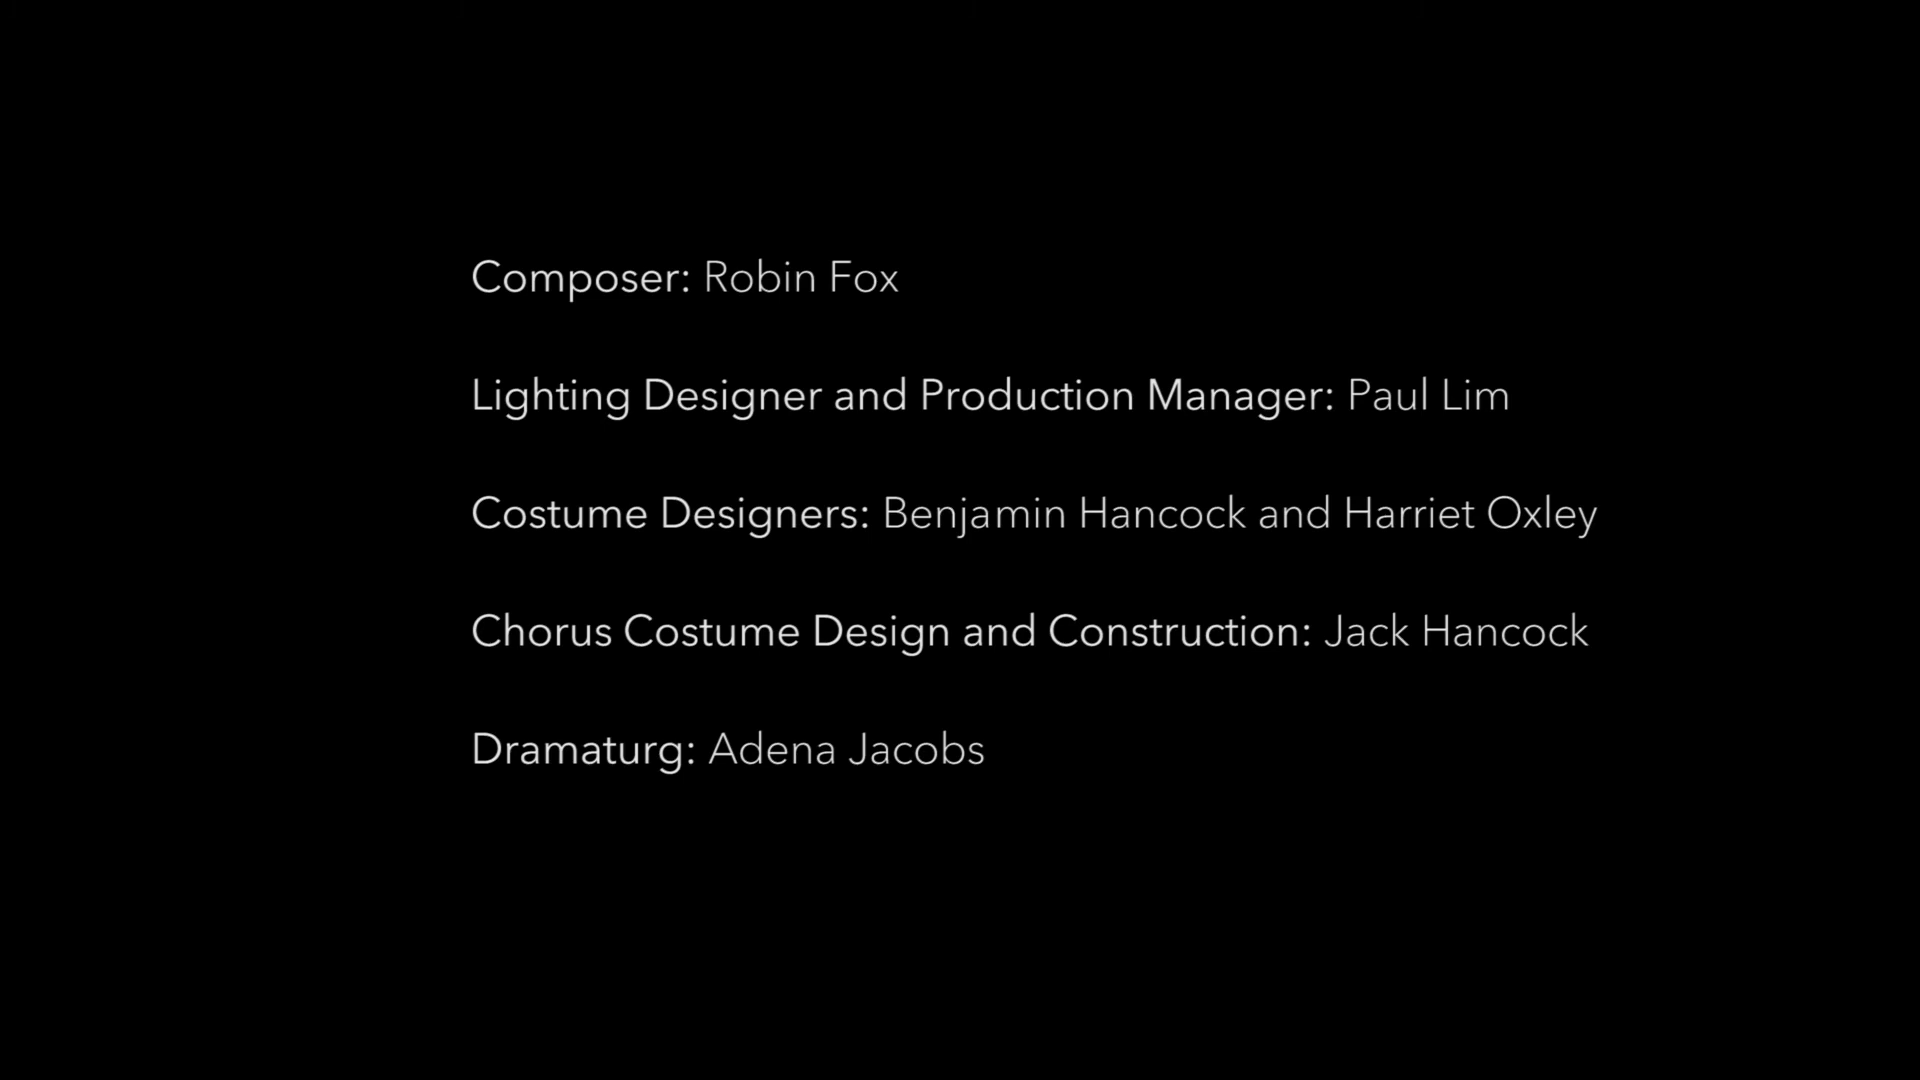 Composer: Robin Fox
Lighting Designer and Production Manager: Paul Lim
Costume Designers: Benjamin Hancock and Harriet Oxley
Chorus Costume Design and Construction: Jack Hancock
Dramaturg: Adena Jacobs